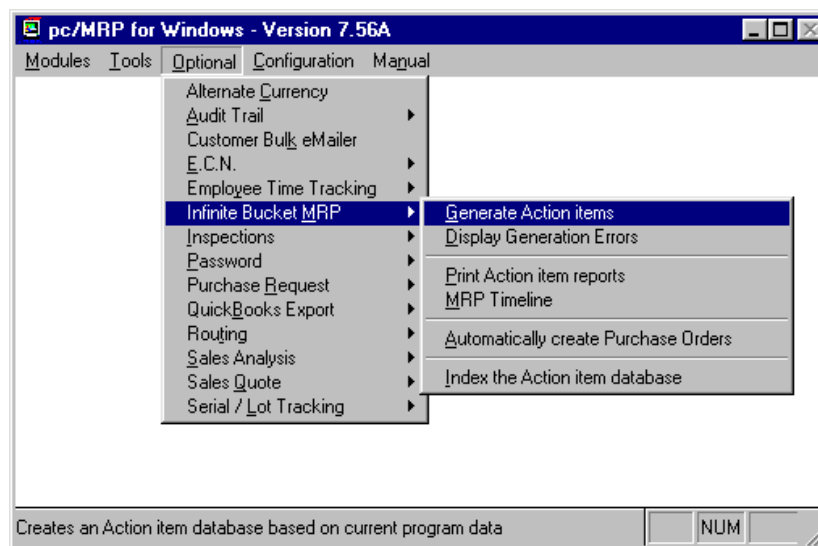 pc/MRP for Windows - Version 7.56A
Modules Tools Optional Configuration Manual
Alternate Currency
Audit Trail
Customer Bulk eMailer
E.C.N.
Employee Time Tracking
Infinite Bucket MRP
Inspections
Password
Purchase Request
QuickBooks Export
Routing
Sales Analysis
Sales Quote
Serial / Lot Tracking
Generate Action items
Display Generation Errors
Print Action item reports
MRP Timeline
Automatically create Purchase Orders
Index the Action item database
Creates an Action item database based on current program data NUM